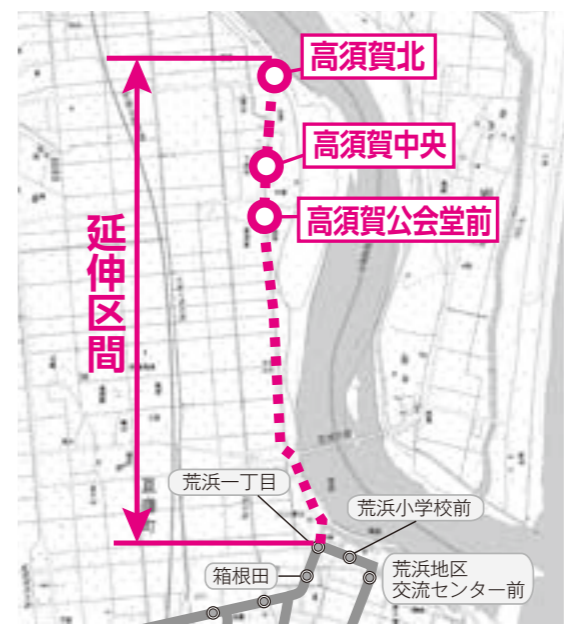 高須賀北
高須賀中央
高須賀公会堂前
延伸区間
荒浜一丁目
荒浜小学校前
箱根田
荒浜地区
交流センター前